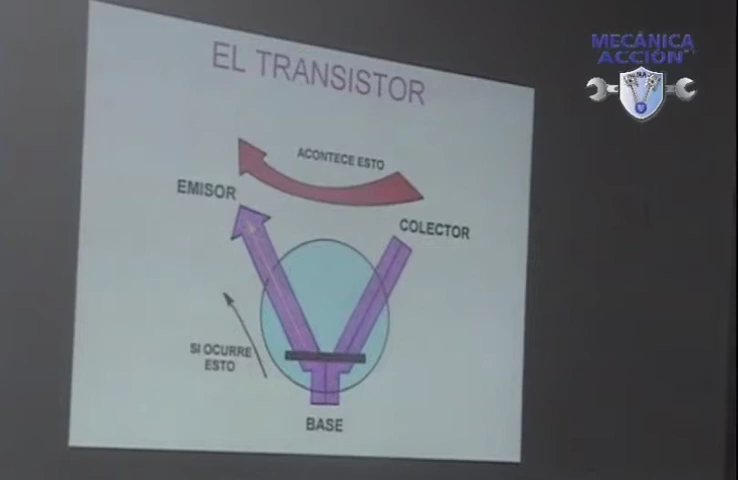 MECÁNICA
ACCIÓN
EL TRANSISTOR
ACONTECE ESTO
EMISOR
COLECTOR
SI OCURRE
ESTO
BASE